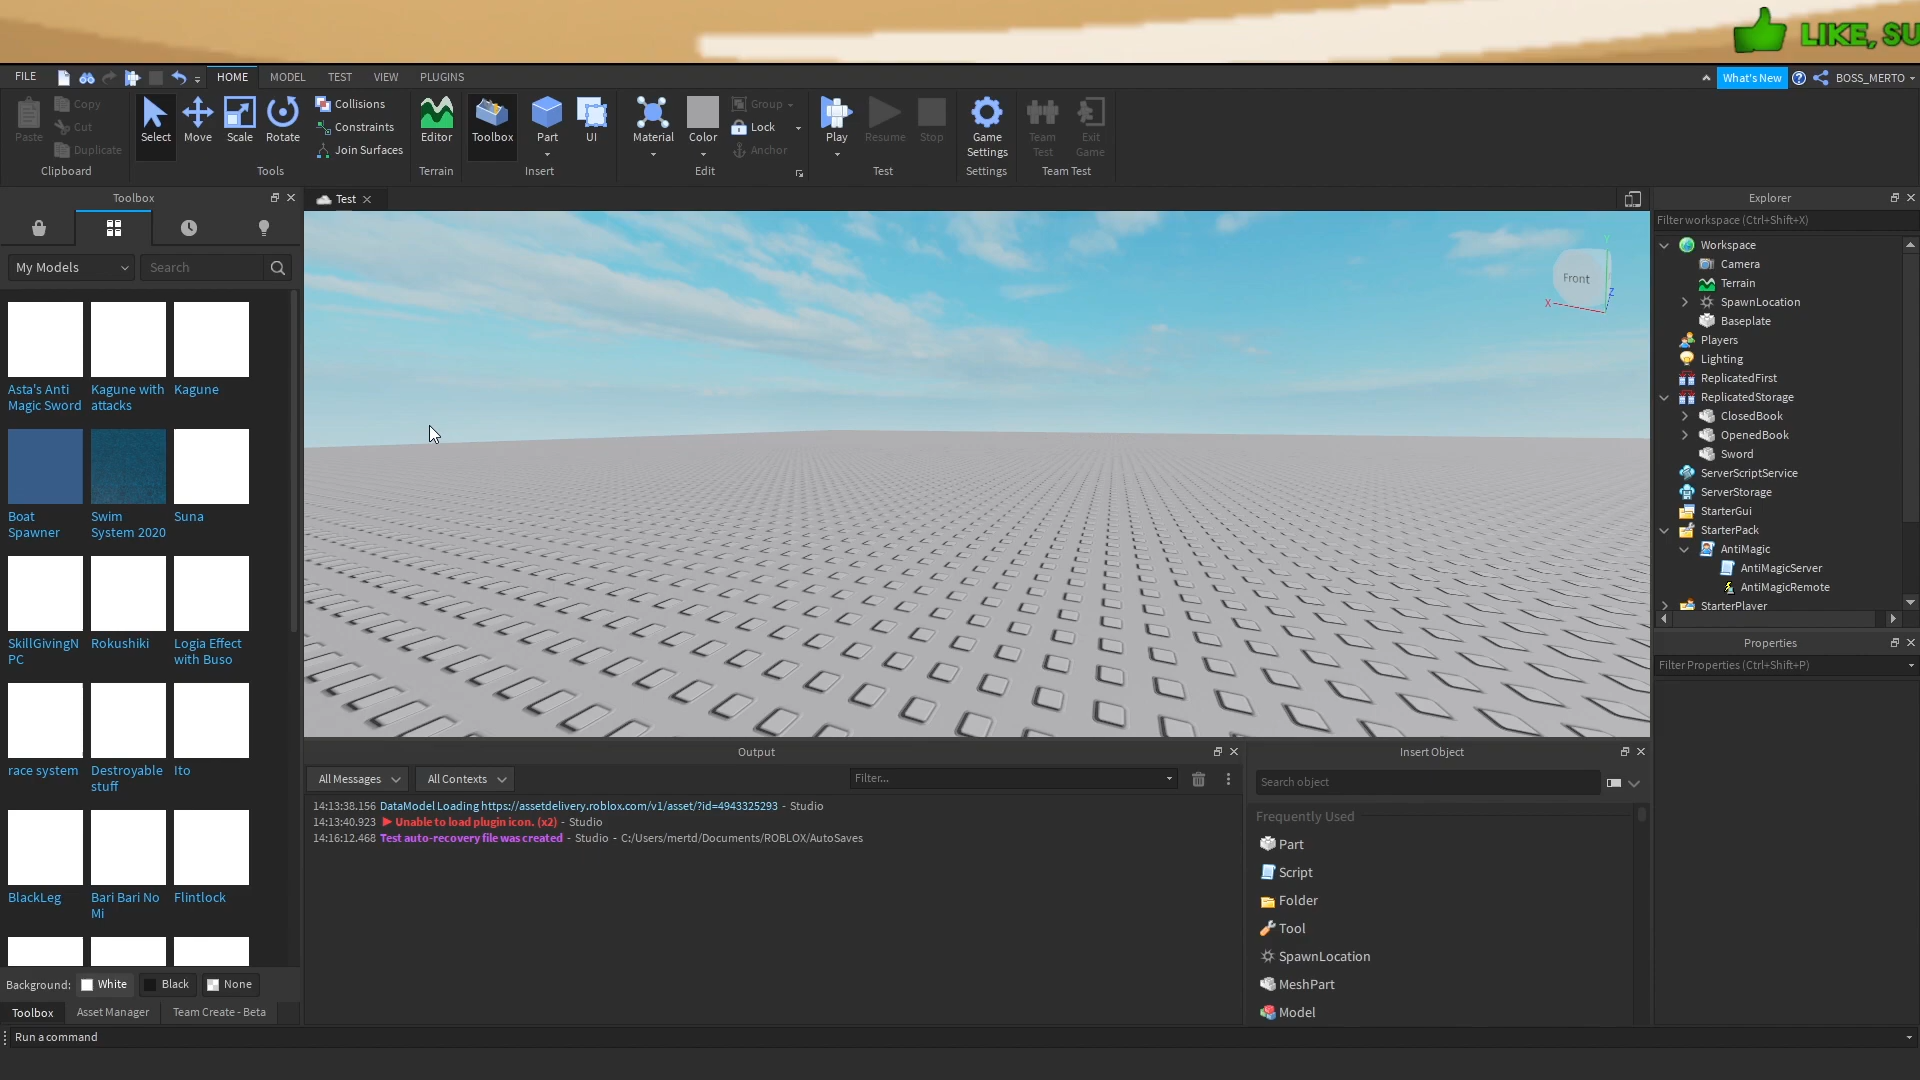 LIKE, SU
FILE
HOME
MODEL
TEST
VIEW
PLUGINS
What's New
BOSS_MERTO
Paste
Copy
Cut
Duplicate
Clipboard
Select
Move
Scale
Rotate
Collisions
Constraints
Join Surfaces
Tools
Editor
Terrain
Toolbox
Part
UI
Insert
Material
Color
Group
Lock
Anchor
Edit
Play
Resume
Stop
Test
Game
Settings
Settings
Team
Test
Exit
Game
Team Test
Toolbox
My Models
Search
Asta's Anti
Magic Sword
Kagune with
attacks
Kagune
Boat
Spawner
Swim
System 2020
Suna
SkillGivingN
PC
Rokushiki
Logia Effect
with Buso
race system
Destroyable
stuff
Ito
BlackLeg
Bari Bari No
Mi
Flintlock
Background:
White
Black
None
Toolbox
Asset Manager
Team Create - Beta
Run a command
Test
Front
X
Z
Output
All Messages
All Contexts
Filter...
14:13:38.156 DataModel Loading https://assetdelivery.roblox.com/v1/asset/?id=4943325293 - Studio
14:13:40.923 Unable to load plugin icon. (x2) - Studio
14:16:12.468 Test auto-recovery file was created - Studio - C:/Users/mertd/Documents/ROBLOX/AutoSaves
Insert Object
Search object
Frequently Used
Part
Script
Folder
Tool
SpawnLocation
MeshPart
Model
Explorer
Filter workspace (Ctrl+Shift+X)
Workspace
Camera
Terrain
SpawnLocation
Baseplate
Players
Lighting
ReplicatedFirst
ReplicatedStorage
ClosedBook
OpenedBook
Sword
ServerScriptService
ServerStorage
StarterGui
StarterPack
AntiMagic
AntiMagicServer
AntiMagicRemote
StarterPlayer
Properties
Filter Properties (Ctrl+Shift+P)